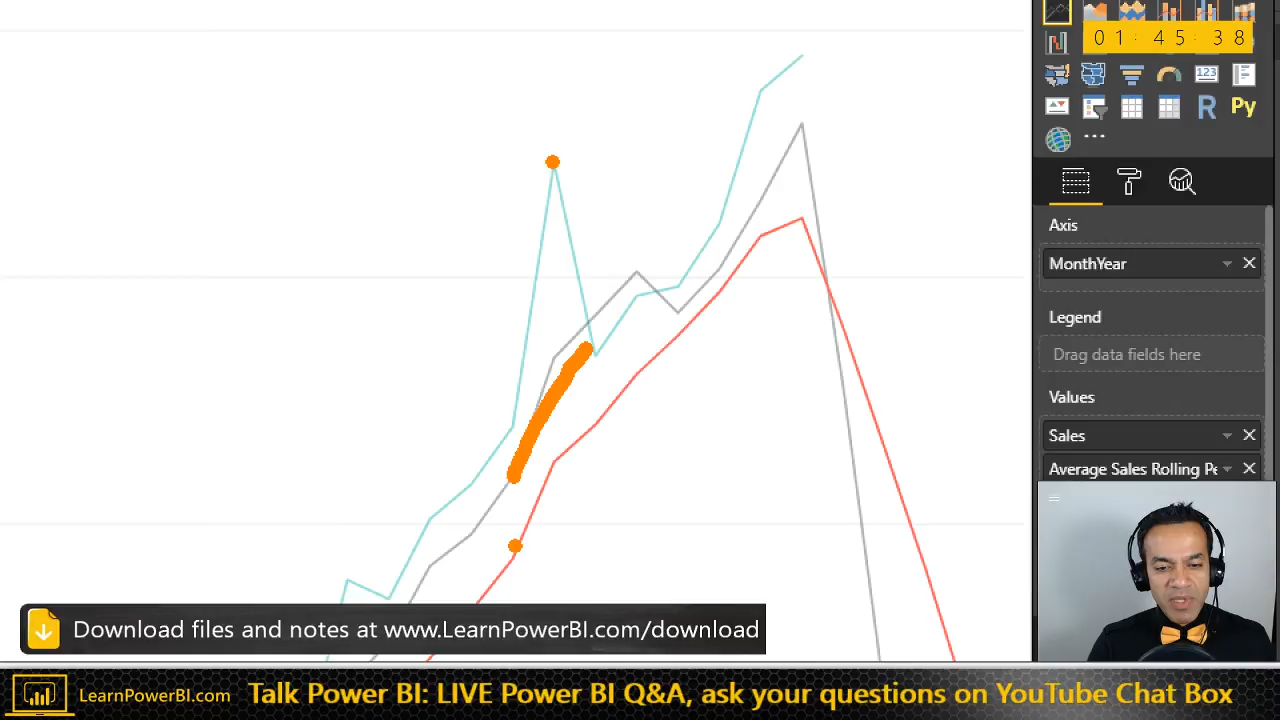 01:45:38
123
R
Py
Axis
MonthYear
Legend
Drag data fields here
Values
Sales
Average Sales Rolling Pe
Download files and notes at www.LearnPowerBI.com/download
LearnPowerBI.com
Talk Power BI: LIVE Power BI Q&A, ask your questions on YouTube Chat Box